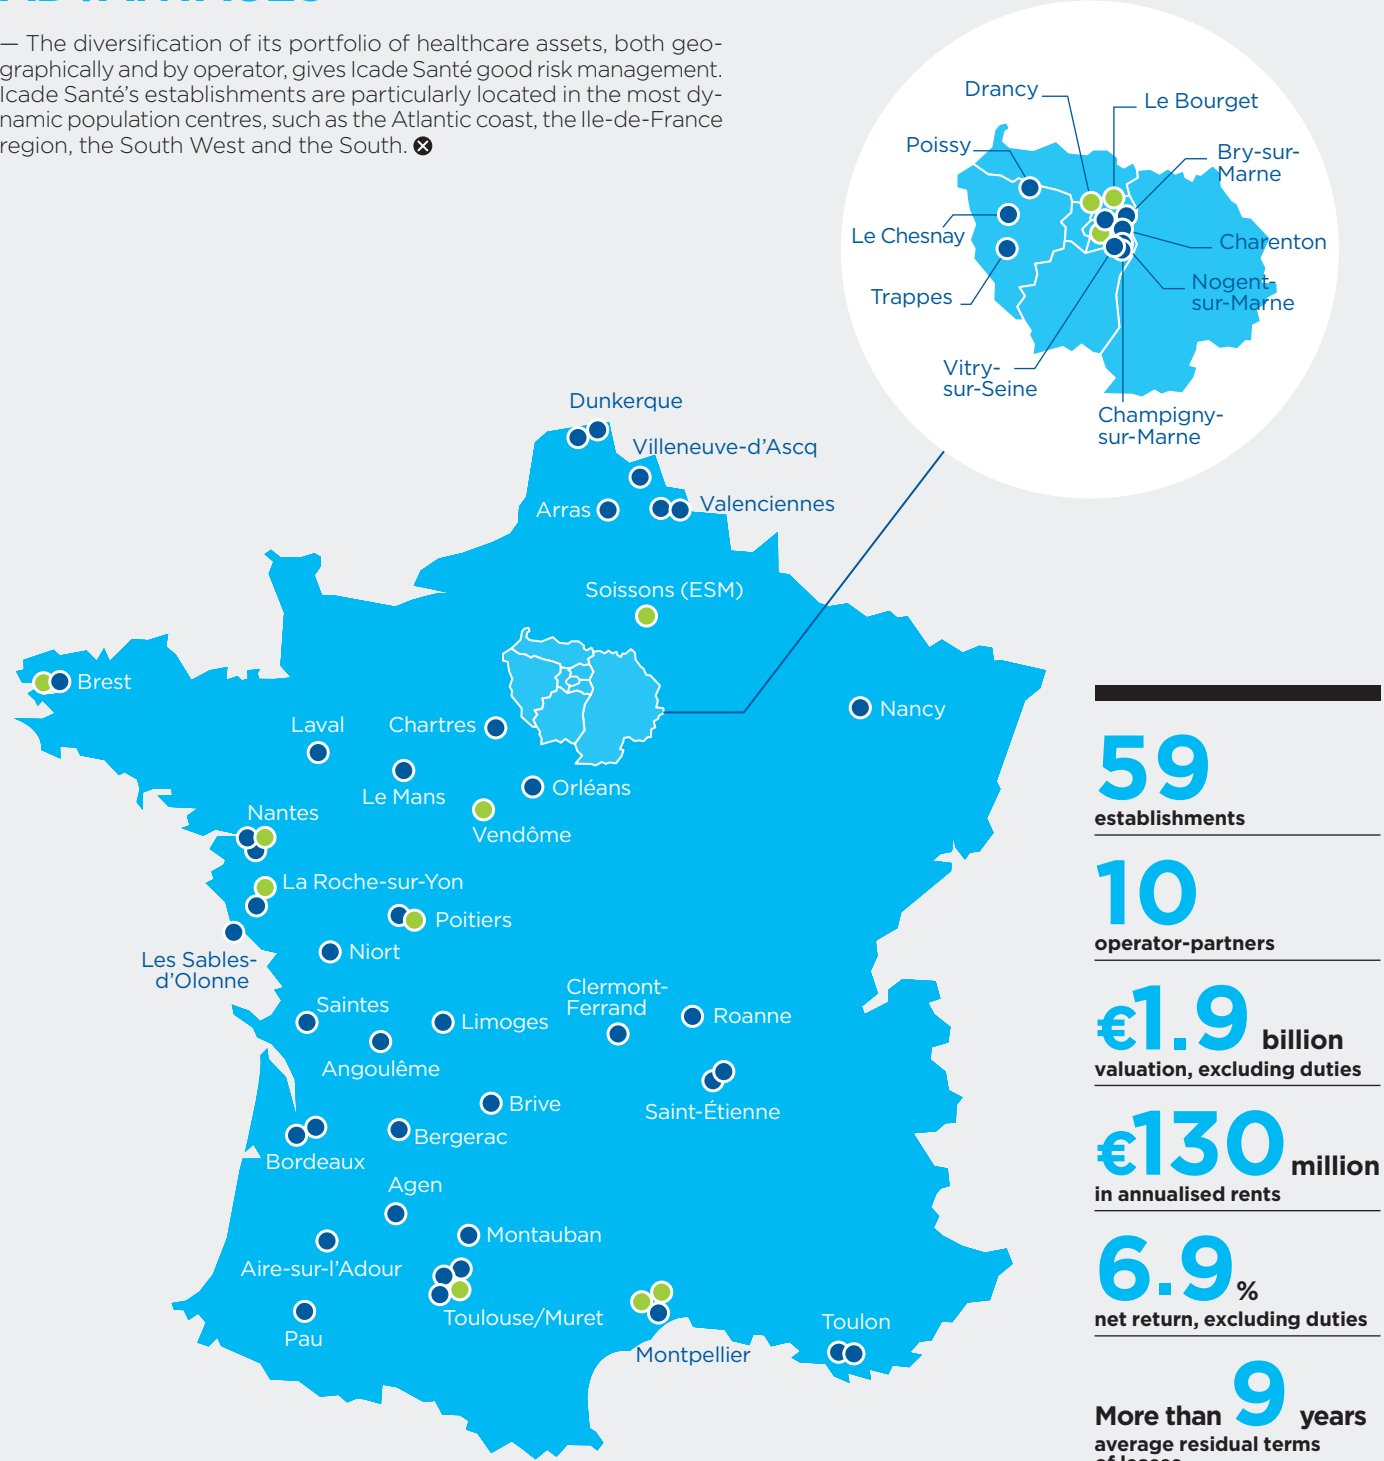 — The diversification of its portfolio of healthcare assets, both geo-
graphically and by operator, gives Icade Santé good risk management.
Icade Santé's establishments are particularly located in the most dy-
namic population centres, such as the Atlantic coast, the Ile-de-France
region, the South West and the South.
Drancy
Le Bourget
Poissy
Bry-sur-
Marne
Le Chesnay
Charenton
Trappes
Nogent-
sur-Marne
Vitry-
sur-Seine
Champigny-
sur-Marne
Dunkerque
Villeneuve-d'Ascq
Arras
Valenciennes
Soissons (ESM)
Brest
Nancy
Laval
Chartres
Le Mans
Orléans
Nantes
Vendôme
La Roche-sur-Yon
Poitiers
Les Sables-
d'Olonne
Niort
Saintes
Limoges
Clermont-
Ferrand
Roanne
Angoulême
Brive
Saint-Étienne
Bergerac
Bordeaux
Agen
Montauban
Aire-sur-l'Adour
Toulouse/Muret
Pau
Montpellier
Toulon
59
establishments
10
operator-partners
€1.9 billion
valuation, excluding duties
€130 million
in annualised rents
6.9%
net return, excluding duties
More than 9 years
average residual terms
of leases